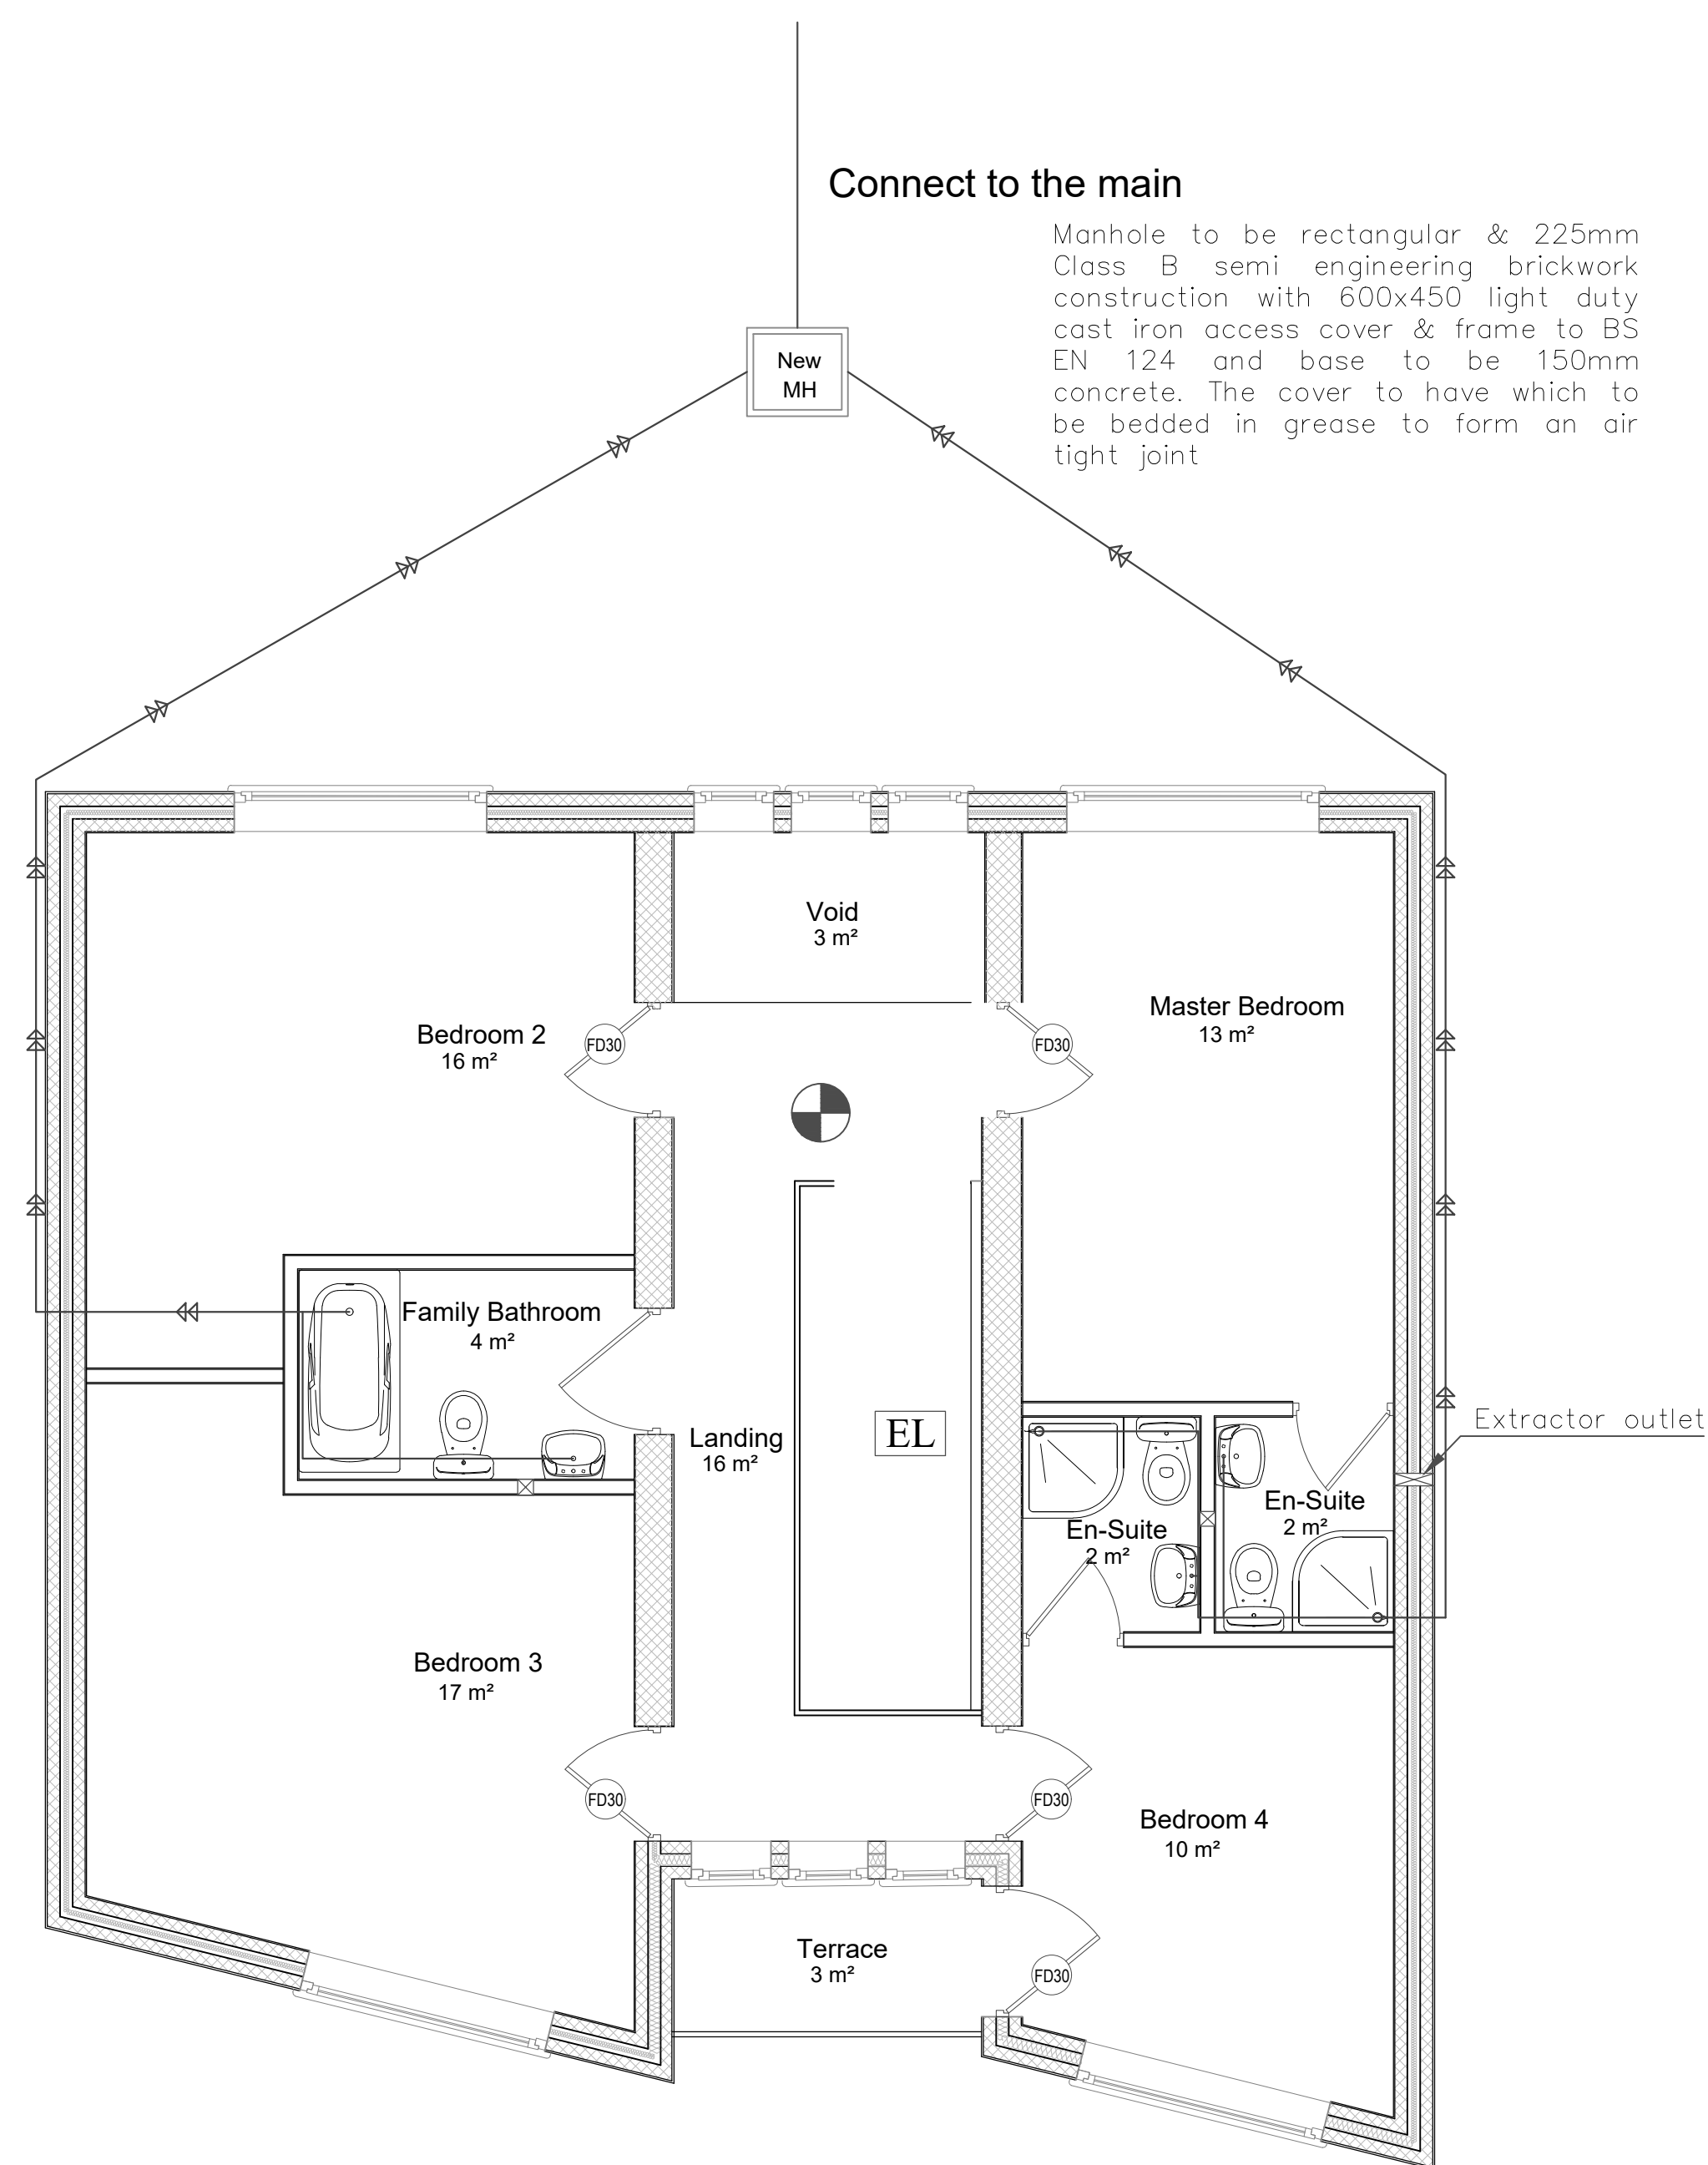 Connect to the main
Manhole to be rectangular & 225mm
Class B semi engineering brickwork
construction with 600x450 light duty
cast iron access cover & frame to BS
EN 124 and base to be 150mm
concrete. The cover to have which to
be bedded in grease to form an air
tight joint
New
MH
Void
3 m²
Master Bedroom
13 m²
Bedroom 2
16 m²
FD30
FD30
Family Bathroom
4 m²
Landing
16 m²
EL
Extractor outlet
En-Suite
2 m²
En-Suite
2 m²
Bedroom 3
17 m²
FD30
FD30
Bedroom 4
10 m²
Terrace
3 m²
FD30